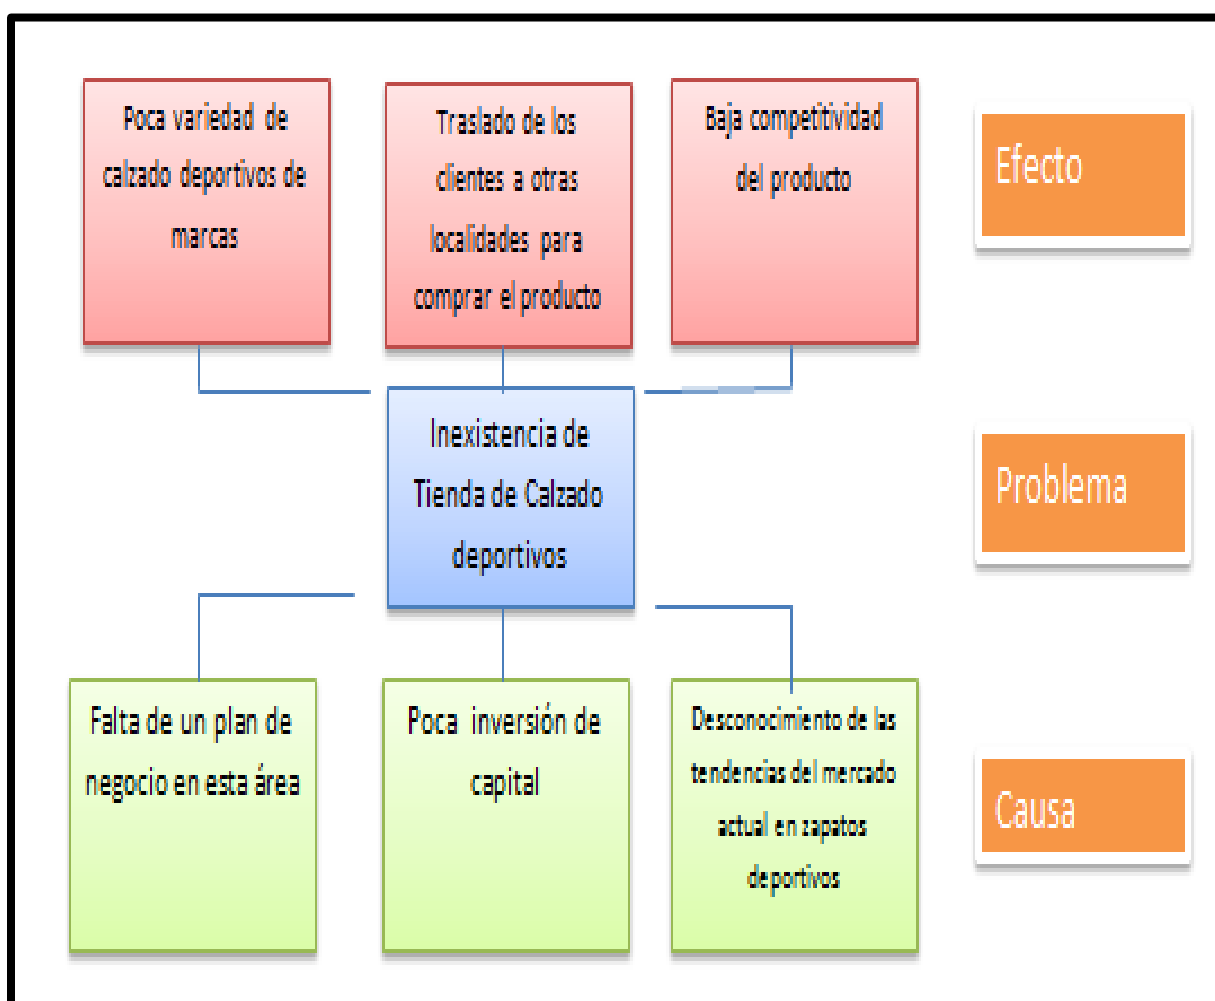 Poca variedad de
calzado deportivos de
marcas
Traslado de los
clientes a otras
localidades para
comprar el producto
Baja competitividad
del producto
Efecto
Inexistencia de
Tienda de Calzado
deportivos
Problema
Falta de un plan de
negocio en esta área
Poca inversión de
capital
Desconocimiento de las
tendencias del mercado
actual en zapatos
deportivos
Causa